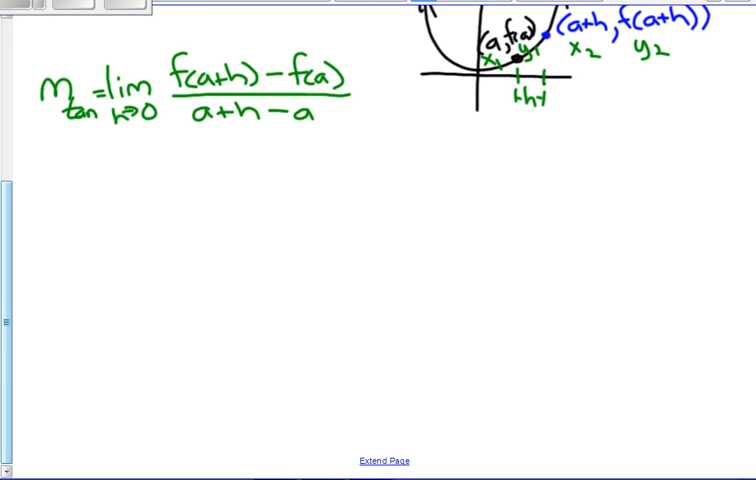 (a, f(a)) (a+h, f(a+h))
x₁ y₁ x₂ y₂
m tan = lim h→0 f(a+h) - f(a) / a+h-a
h
Extend Page